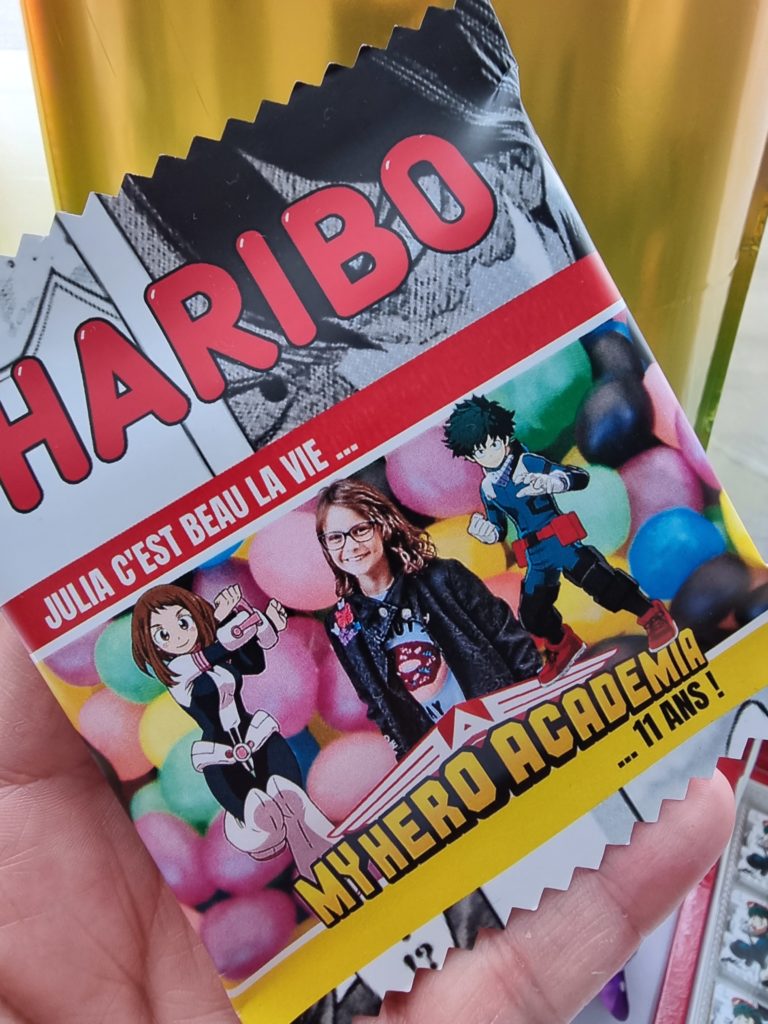 HARIBO
JULIA C'EST BEAU LA VIE ...
MY HERO ACADEMIA
... 11 ANS !
!?